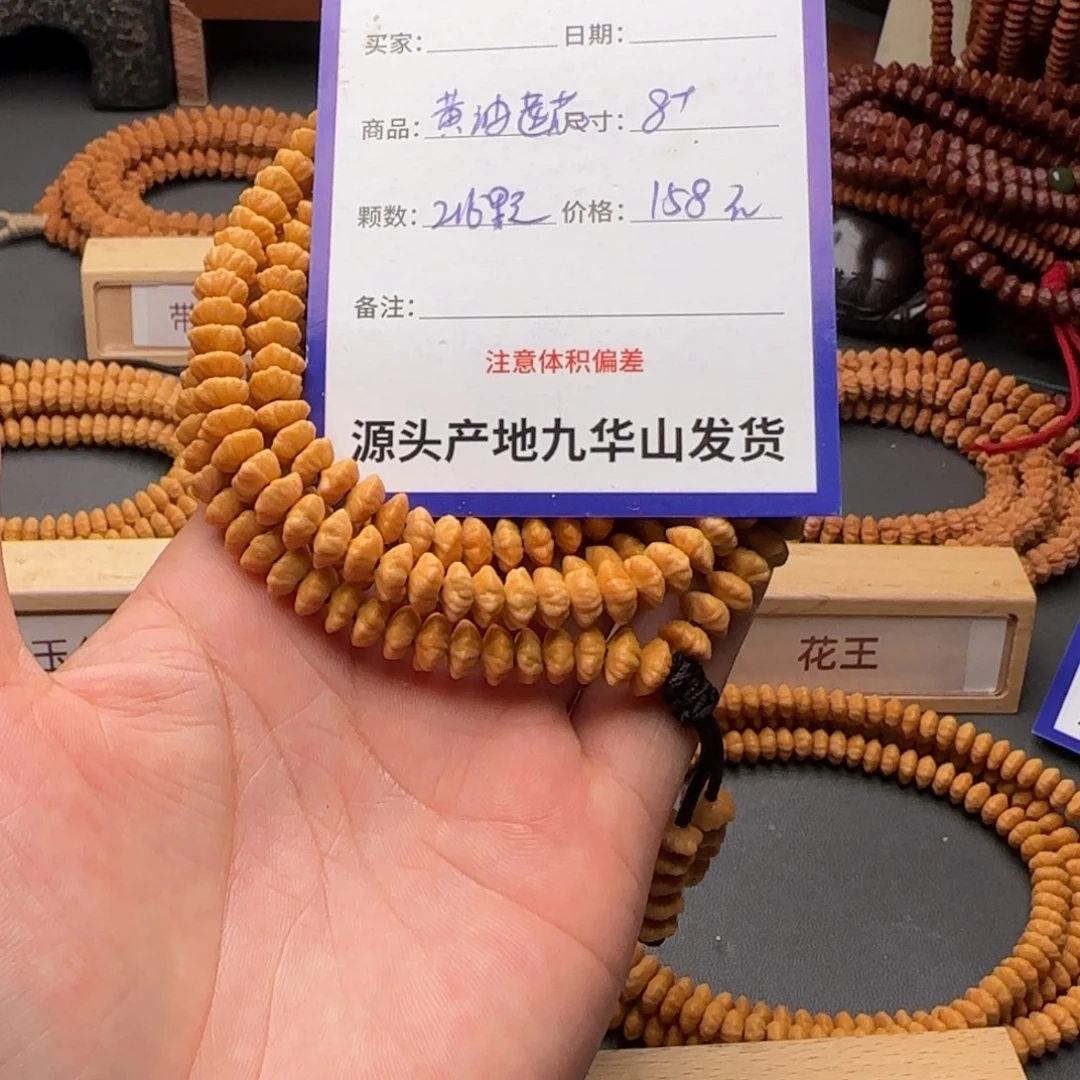 买家： 日期：
商品：黄油莲花 尺寸：8+
颗数：216颗 价格：158元
备注：
注意体积偏差
源头产地九华山发货
带
玉
花王